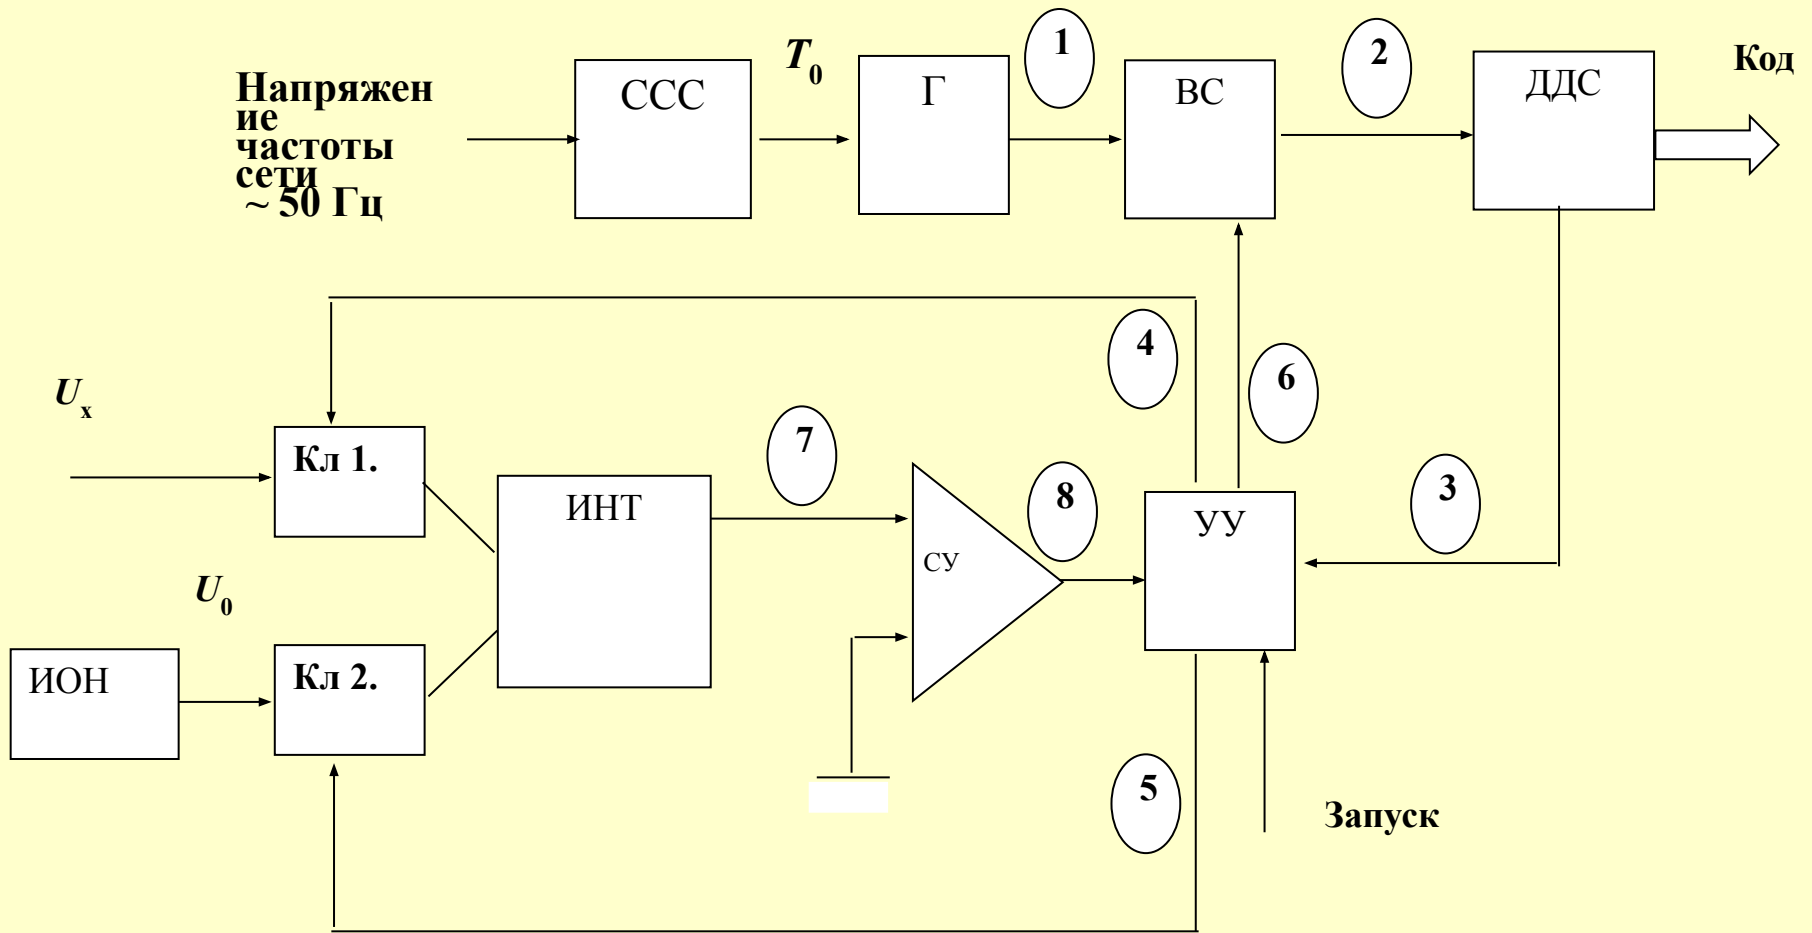 Напряжен
ие
частоты
сети
~ 50 Гц
ССС
T0
Г
1
ВС
2
ДДС
Код
4
6
Ux
Кл 1.
7
ИНТ
8
УУ
3
СУ
U0
ИОН
Кл 2.
5
Запуск